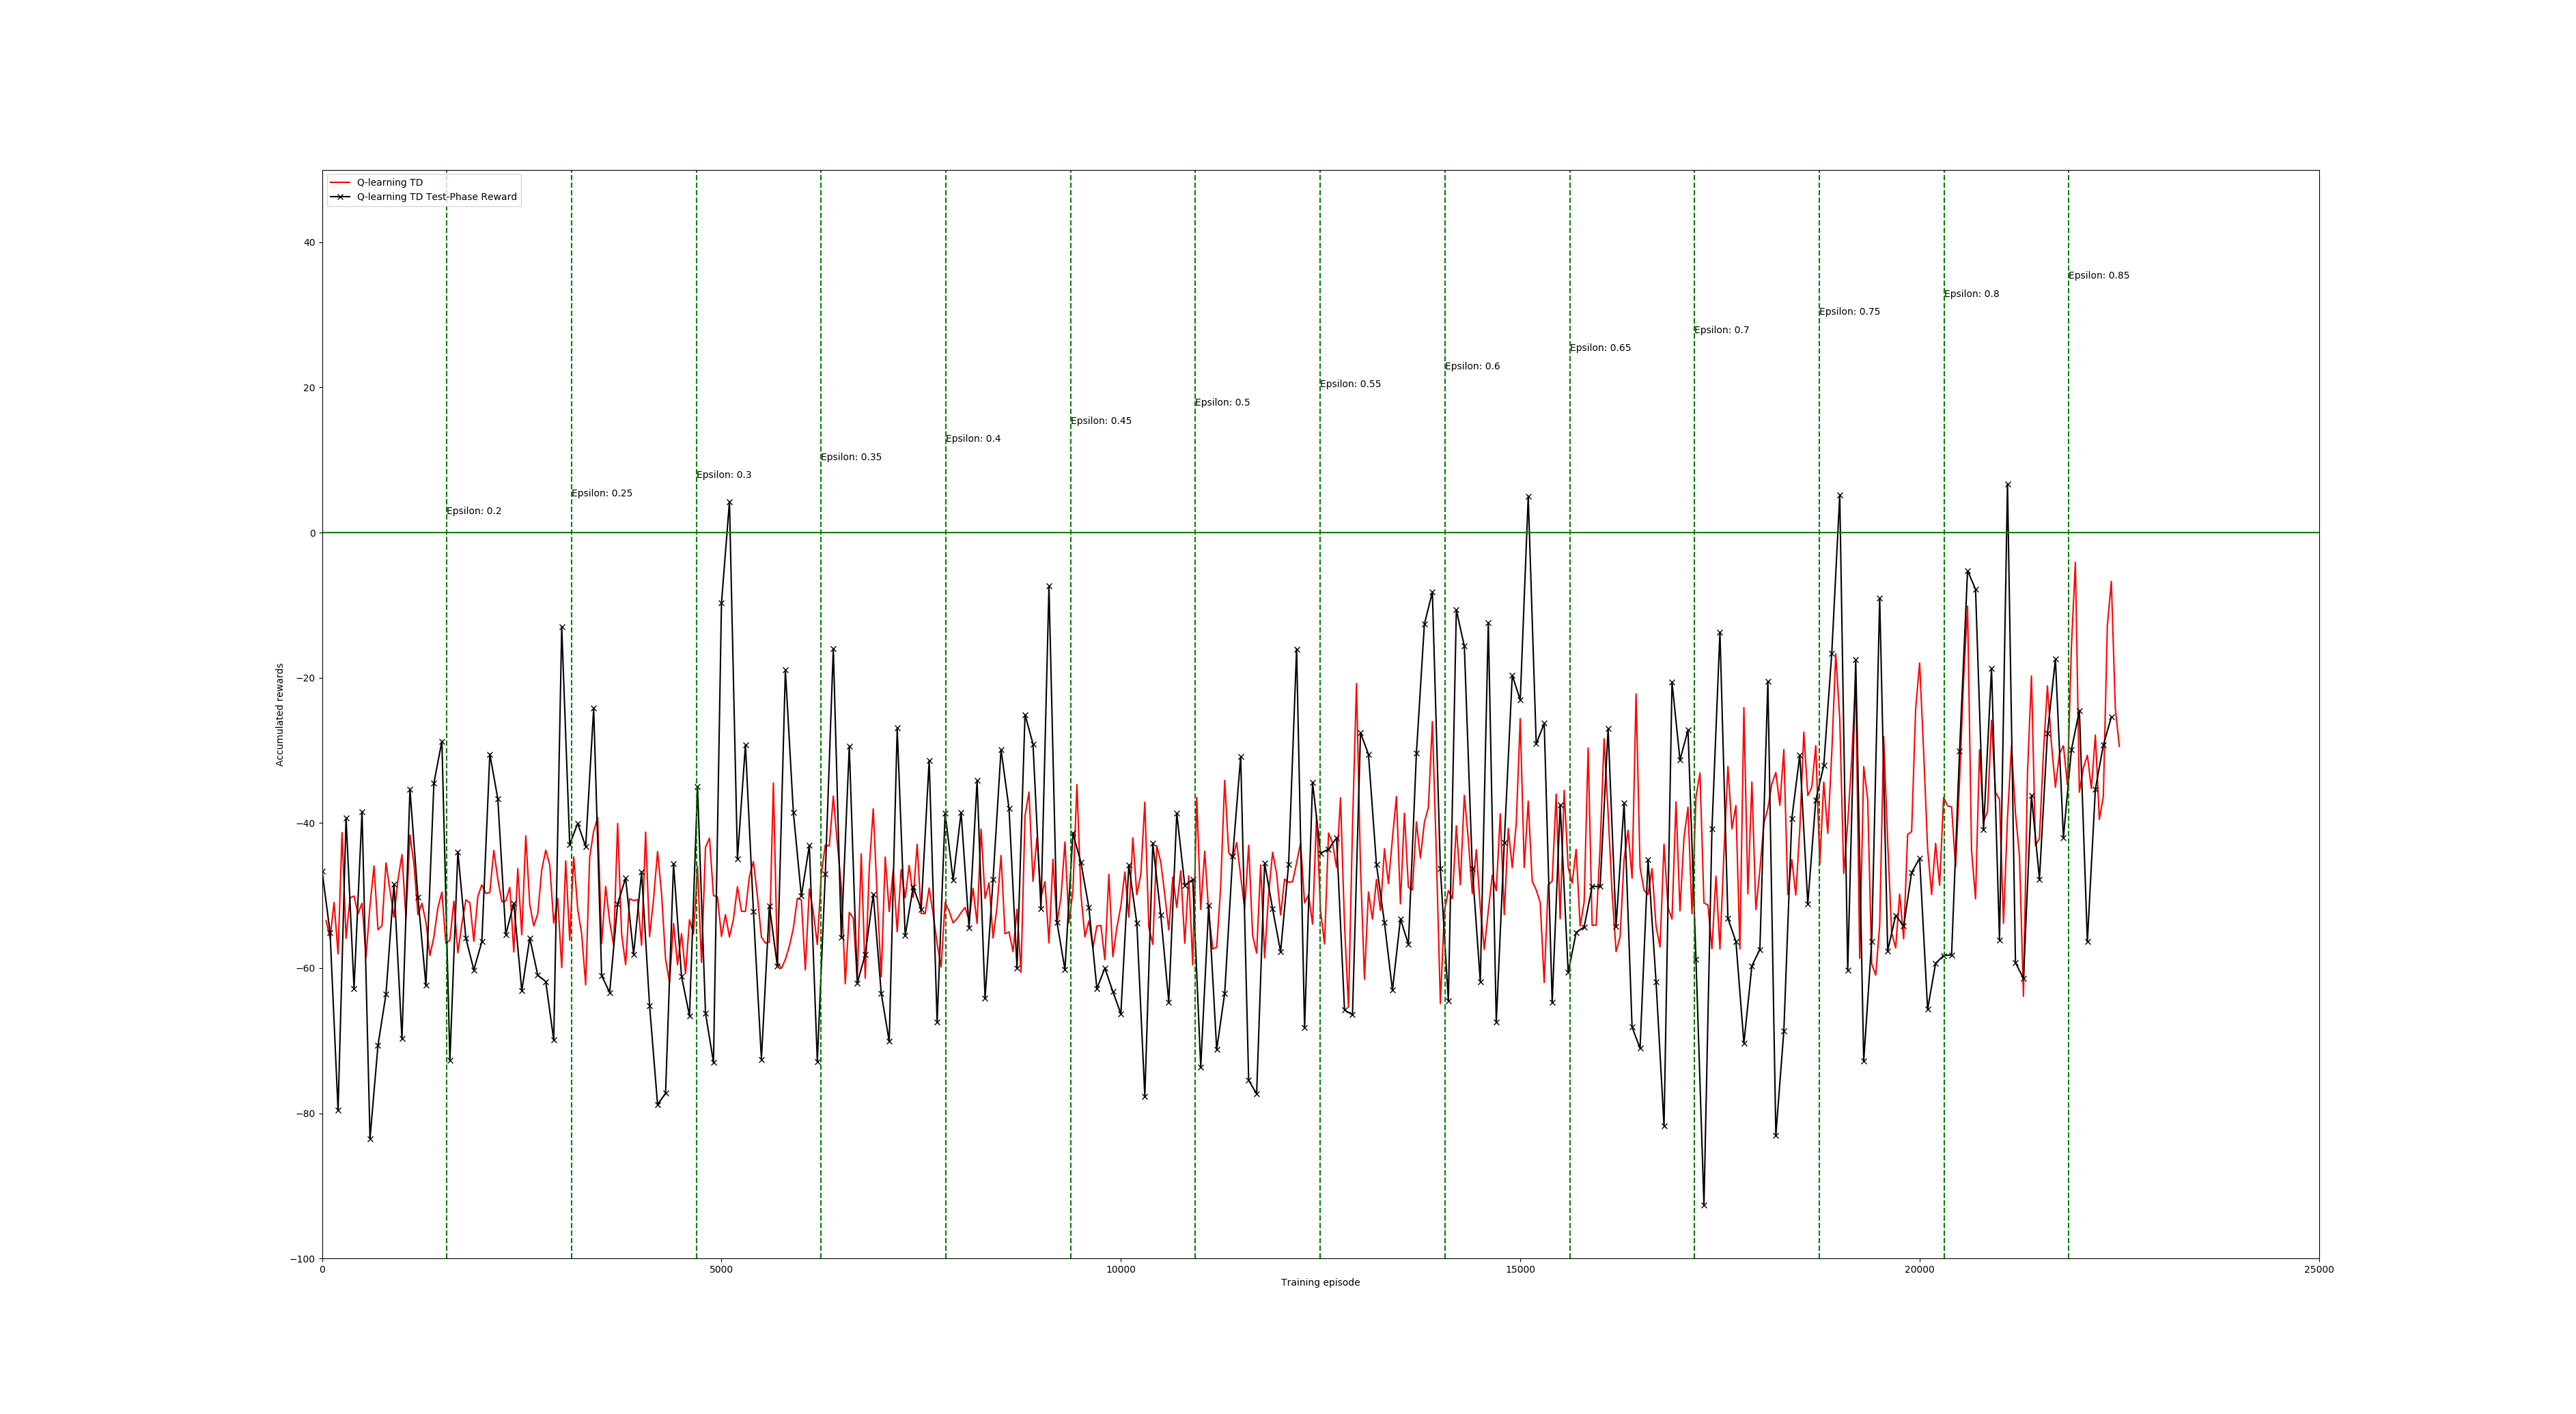 Q-learning TD
Q-learning TD Test-Phase Reward
40
Epsilon: 0.85
Epsilon: 0.8
Epsilon: 0.75
Epsilon: 0.7
Epsilon: 0.65
Epsilon: 0.6
20
Epsilon: 0.55
Epsilon: 0.5
Epsilon: 0.45
Epsilon: 0.4
Epsilon: 0.35
Epsilon: 0.3
Epsilon: 0.25
Epsilon: 0.2
0
−20
Accumulated rewards
−40
−60
−80
−100
0 5000 10000 15000 20000 25000
Training episode